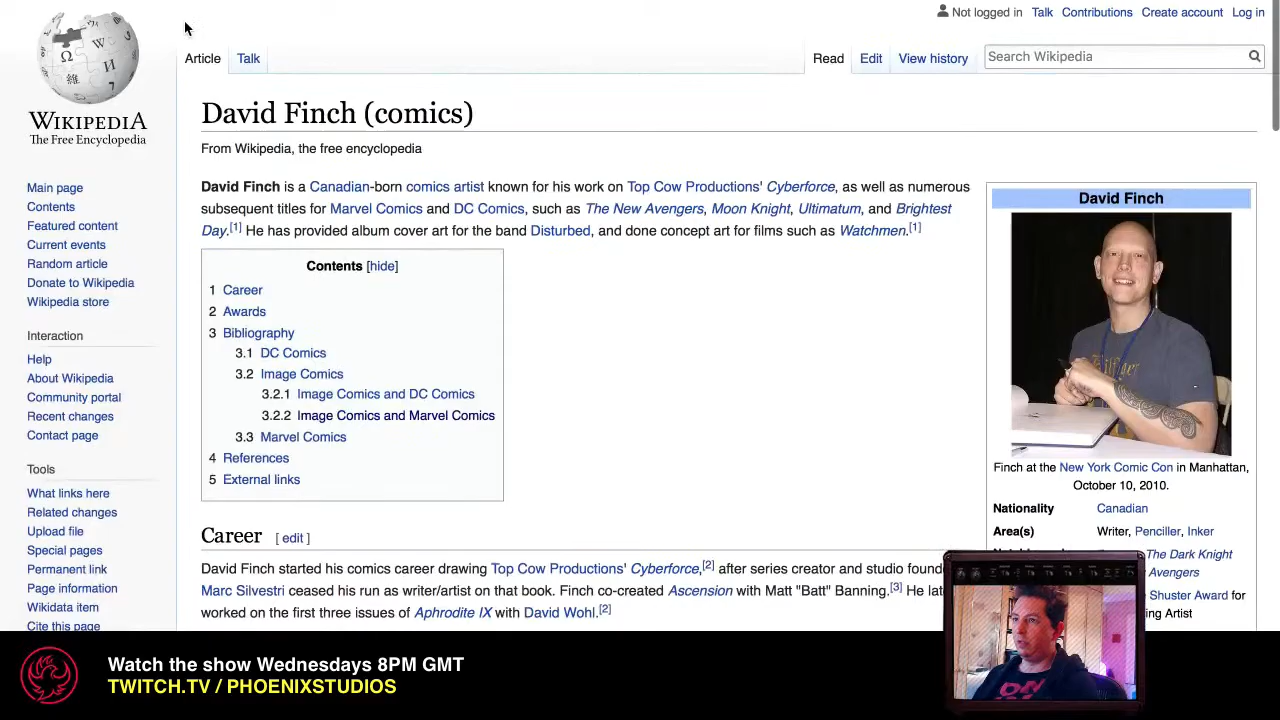 Not logged in Talk Contributions Create account Log in
Article Talk Read Edit View history Search Wikipedia
WIKIPEDIA
The Free Encyclopedia
Main page
Contents
Featured content
Current events
Random article
Donate to Wikipedia
Wikipedia store
Interaction
Help
About Wikipedia
Community portal
Recent changes
Contact page
Tools
What links here
Related changes
Upload file
Special pages
Permanent link
Page information
Wikidata item
Cite this page
David Finch (comics)
From Wikipedia, the free encyclopedia
David Finch is a Canadian-born comics artist known for his work on Top Cow Productions' Cyberforce, as well as numerous
subsequent titles for Marvel Comics and DC Comics, such as The New Avengers, Moon Knight, Ultimatum, and Brightest
Day.[1] He has provided album cover art for the band Disturbed, and done concept art for films such as Watchmen.[1]
Contents [hide]
1 Career
2 Awards
3 Bibliography
3.1 DC Comics
3.2 Image Comics
3.2.1 Image Comics and DC Comics
3.2.2 Image Comics and Marvel Comics
3.3 Marvel Comics
4 References
5 External links
Career [ edit ]
David Finch started his comics career drawing Top Cow Productions' Cyberforce,[2] after series creator and studio
Marc Silvestri ceased his run as writer/artist on that book. Finch co-created Ascension with Matt "Batt" Banning.[3] He
worked on the first three issues of Aphrodite IX with David Wohl.[2]
David Finch
Finch at the New York Comic Con in Manhattan,
October 10, 2010.
Nationality Canadian
Area(s) Writer, Penciller, Inker
The Dark Knight
Avengers
Shuster Award for
Artist
Watch the show Wednesdays 8PM GMT
TWITCH.TV / PHOENIXSTUDIOS